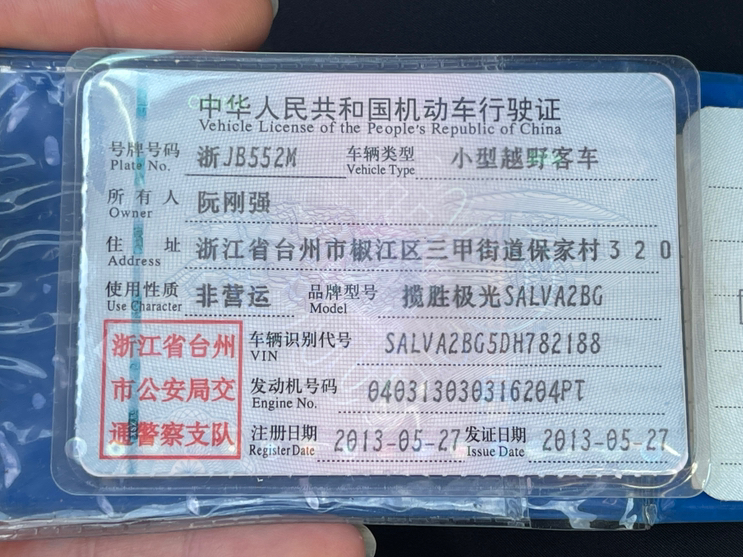 中华人民共和国机动车行驶证
Vehicle License of the People's Republic of China
号牌号码 浙JB552M 车辆类型 小型越野客车
Plate No. Vehicle Type
所有人 阮刚强
Owner
住址 浙江省台州市椒江区三甲街道保家村320
Address
使用性质 非营运 品牌型号 揽胜极光SALVA2BG
Use Character Model
浙江省台州
市公安局交
通警察支队
车辆识别代号 SALVA2BG5DH782188
VIN
发动机号码 040313030316204PT
Engine No.
注册日期 2013-05-27 发证日期 2013-05-27
Register Date Issue Date